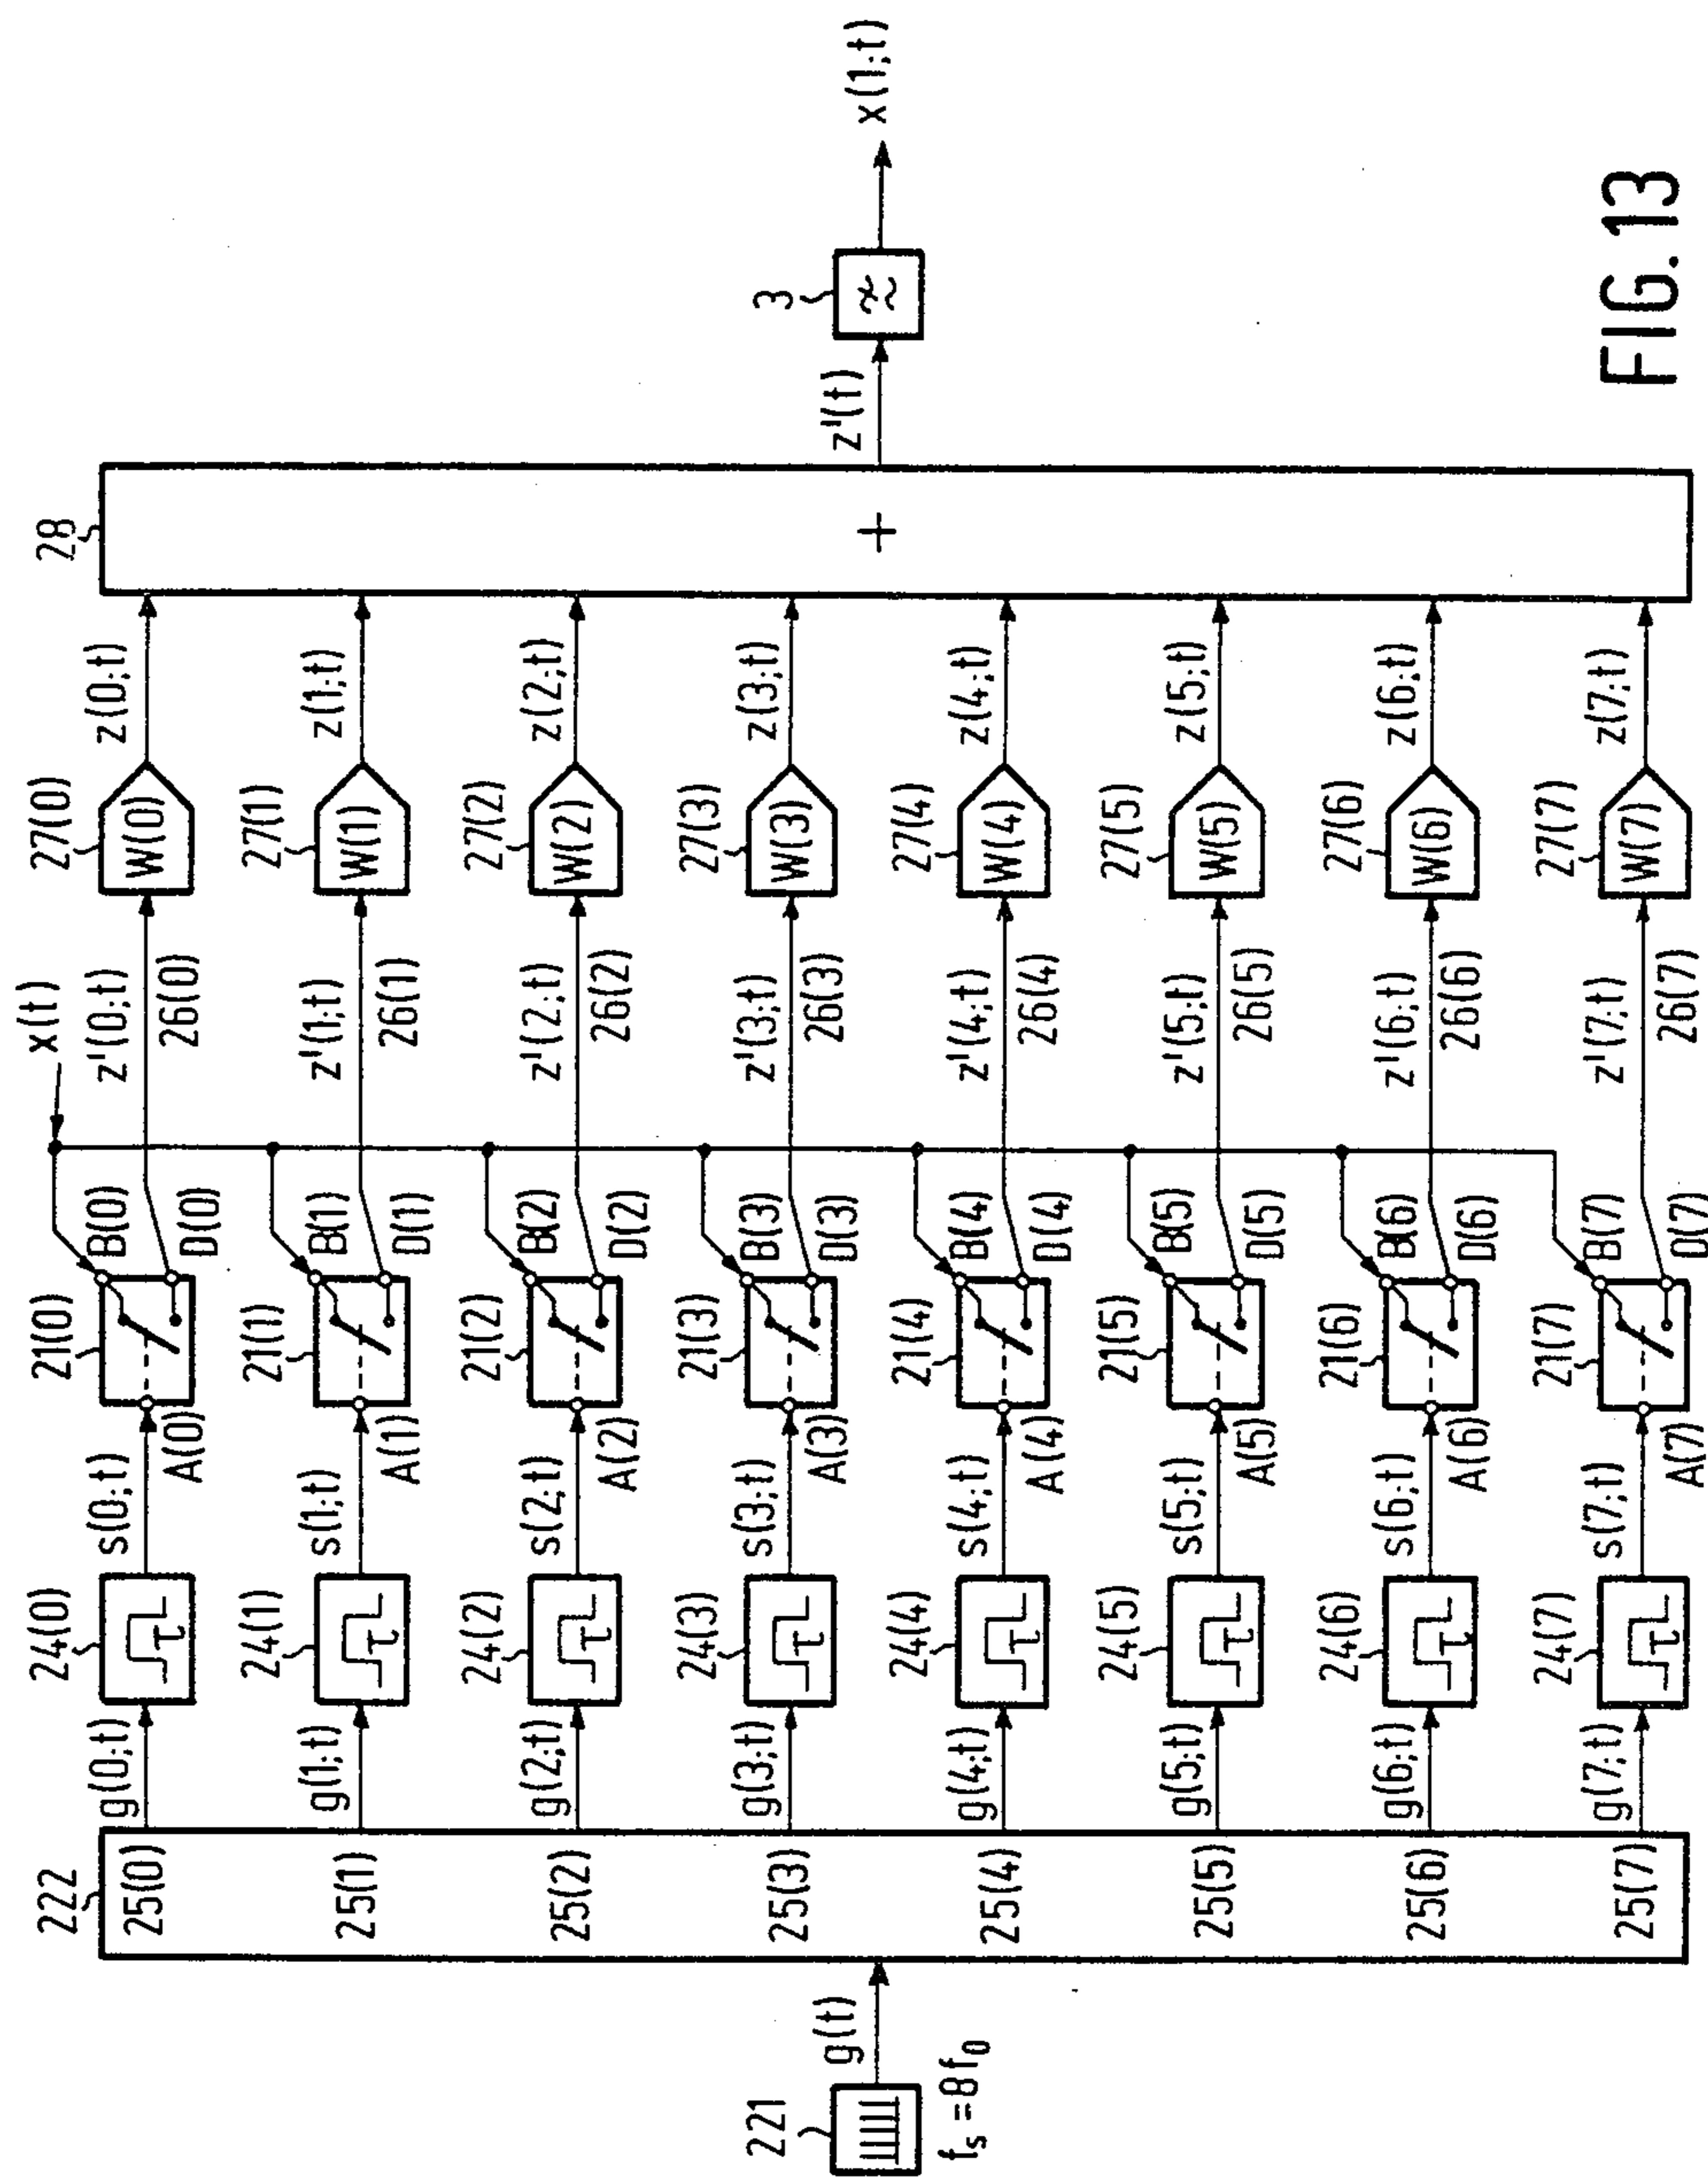 221
g(t)
fs = 8f0
222
25(0)
25(1)
25(2)
25(3)
25(4)
25(5)
25(6)
25(7)
g(0;t)
g(1;t)
g(2;t)
g(3;t)
g(4;t)
g(5;t)
g(6;t)
g(7;t)
24(0)
τ
24(1)
τ
24(2)
τ
24(3)
τ
24(4)
τ
24(5)
τ
24(6)
τ
24(7)
τ
s(0;t)
A(0)
s(1;t)
A(1)
s(2;t)
A(2)
s(3;t)
A(3)
s(4;t)
A(4)
s(5;t)
A(5)
s(6;t)
A(6)
s(7;t)
A(7)
21(0)
21(1)
21(2)
21(3)
21(4)
21(5)
21(6)
21(7)
B(0)
D(0)
B(1)
D(1)
B(2)
D(2)
B(3)
D(3)
B(4)
D(4)
B(5)
D(5)
B(6)
D(6)
B(7)
D(7)
x(t)
z'(0;t)
26(0)
z'(1;t)
26(1)
z'(2;t)
26(2)
z'(3;t)
26(3)
z'(4;t)
26(4)
z'(5;t)
26(5)
z'(6;t)
26(6)
z'(7;t)
26(7)
27(0)
W(0)
27(1)
W(1)
27(2)
W(2)
27(3)
W(3)
27(4)
W(4)
27(5)
W(5)
27(6)
W(6)
27(7)
W(7)
z(0;t)
z(1;t)
z(2;t)
z(3;t)
z(4;t)
z(5;t)
z(6;t)
z(7;t)
28
+
z'(t)
3
x(1;t)
FIG. 13